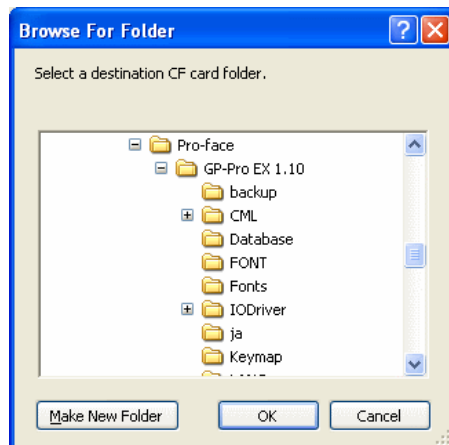 Browse For Folder
Select a destination CF card folder.
Pro-face
GP-Pro EX 1.10
backup
CML
Database
FONT
Fonts
IODriver
ja
Keymap
Make New Folder
OK
Cancel